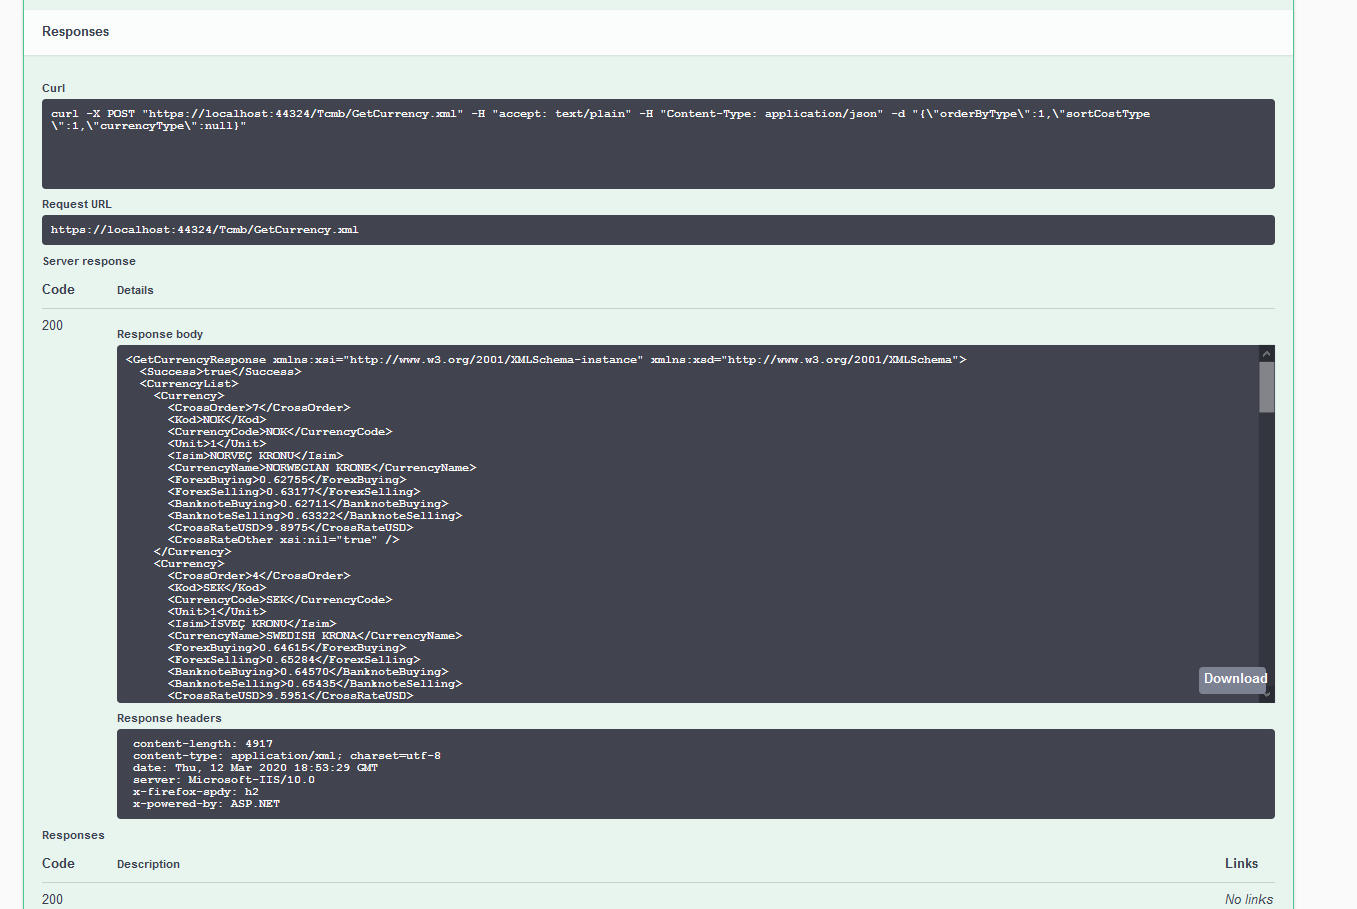 Responses
Curl
curl -X POST "https://localhost:44324/Tcmb/GetCurrency.xml" -H "accept: text/plain" -H "Content-Type: application/json" -d "{\"orderByType\":1,\"sortCostType
\":1,\"currencyType\":null}"
Request URL
https://localhost:44324/Tcmb/GetCurrency.xml
Server response
Code Details
200
Response body
<GetCurrencyResponse xmlns:xsi="http://www.w3.org/2001/XMLSchema-instance" xmlns:xsd="http://www.w3.org/2001/XMLSchema">
<Success>true</Success>
<CurrencyList>
<Currency>
<CrossOrder>7</CrossOrder>
<Kod>NOK</Kod>
<CurrencyCode>NOK</CurrencyCode>
<Unit>1</Unit>
<Isim>NORVEÇ KRONU</Isim>
<CurrencyName>NORWEGIAN KRONE</CurrencyName>
<ForexBuying>0.62755</ForexBuying>
<ForexSelling>0.63177</ForexSelling>
<BanknoteBuying>0.62711</BanknoteBuying>
<BanknoteSelling>0.63322</BanknoteSelling>
<CrossRateUSD>9.8975</CrossRateUSD>
<CrossRateOther xsi:nil="true" />
</Currency>
<Currency>
<CrossOrder>4</CrossOrder>
<Kod>SEK</Kod>
<CurrencyCode>SEK</CurrencyCode>
<Unit>1</Unit>
<Isim>İSVEÇ KRONU</Isim>
<CurrencyName>SWEDISH KRONA</CurrencyName>
<ForexBuying>0.64615</ForexBuying>
<ForexSelling>0.65284</ForexSelling>
<BanknoteBuying>0.64570</BanknoteBuying>
<BanknoteSelling>0.65435</BanknoteSelling>
<CrossRateUSD>9.5951</CrossRateUSD>
Download
Response headers
content-length: 4917
content-type: application/xml; charset=utf-8
date: Thu, 12 Mar 2020 18:53:29 GMT
server: Microsoft-IIS/10.0
x-firefox-spdy: h2
x-powered-by: ASP.NET
Responses
Code Description Links
200 No links